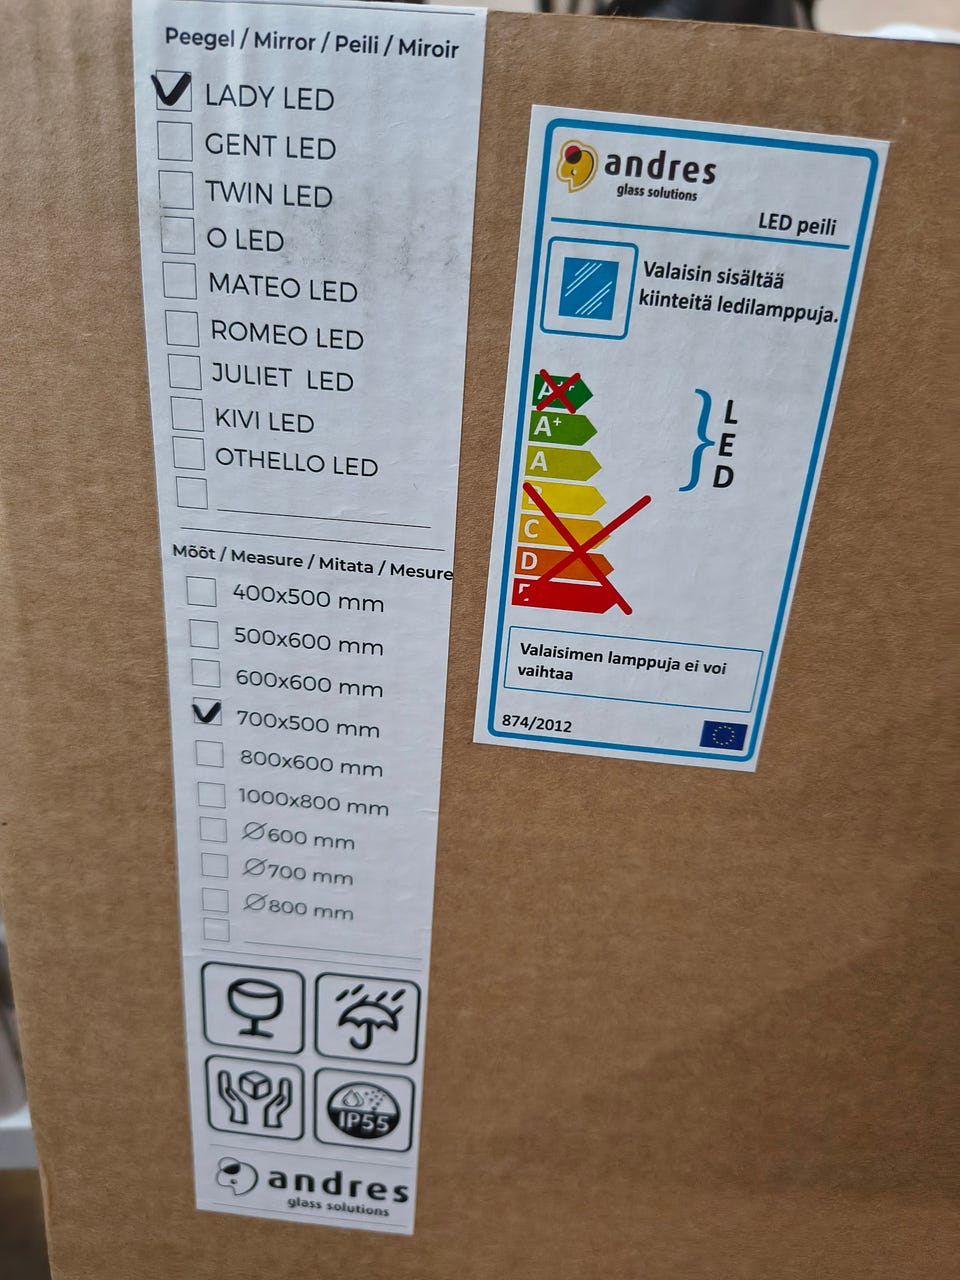 Peegel / Mirror / Peili / Miroir
LADY LED
GENT LED
TWIN LED
O LED
MATEO LED
ROMEO LED
JULIET LED
KIVI LED
OTHELLO LED
Mõõt / Measure / Mitata / Mesure
400x500 mm
500x600 mm
600x600 mm
700x500 mm
800x600 mm
1000x800 mm
Ø600 mm
Ø700 mm
Ø800 mm
IP55
andres
glass solutions
andres
glass solutions
LED peili
Valaisin sisältää
kiinteitä ledilamppuja.
A++
A+
A
B
C
D
E
L
E
D
Valaisimen lamppuja ei voi
vaihtaa
874/2012